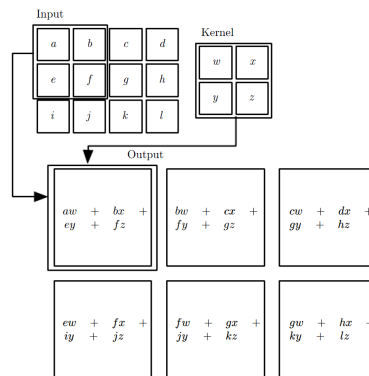 Input
Kernel
a b c d
w x
e f g h
y z
i j k l
Output
aw + bx +
ey + fz
bw + cx +
fy + gz
cw + dx +
gy + hz
ew + fx +
iy + jz
fw + gx +
jy + kz
gw + hx +
ky + lz